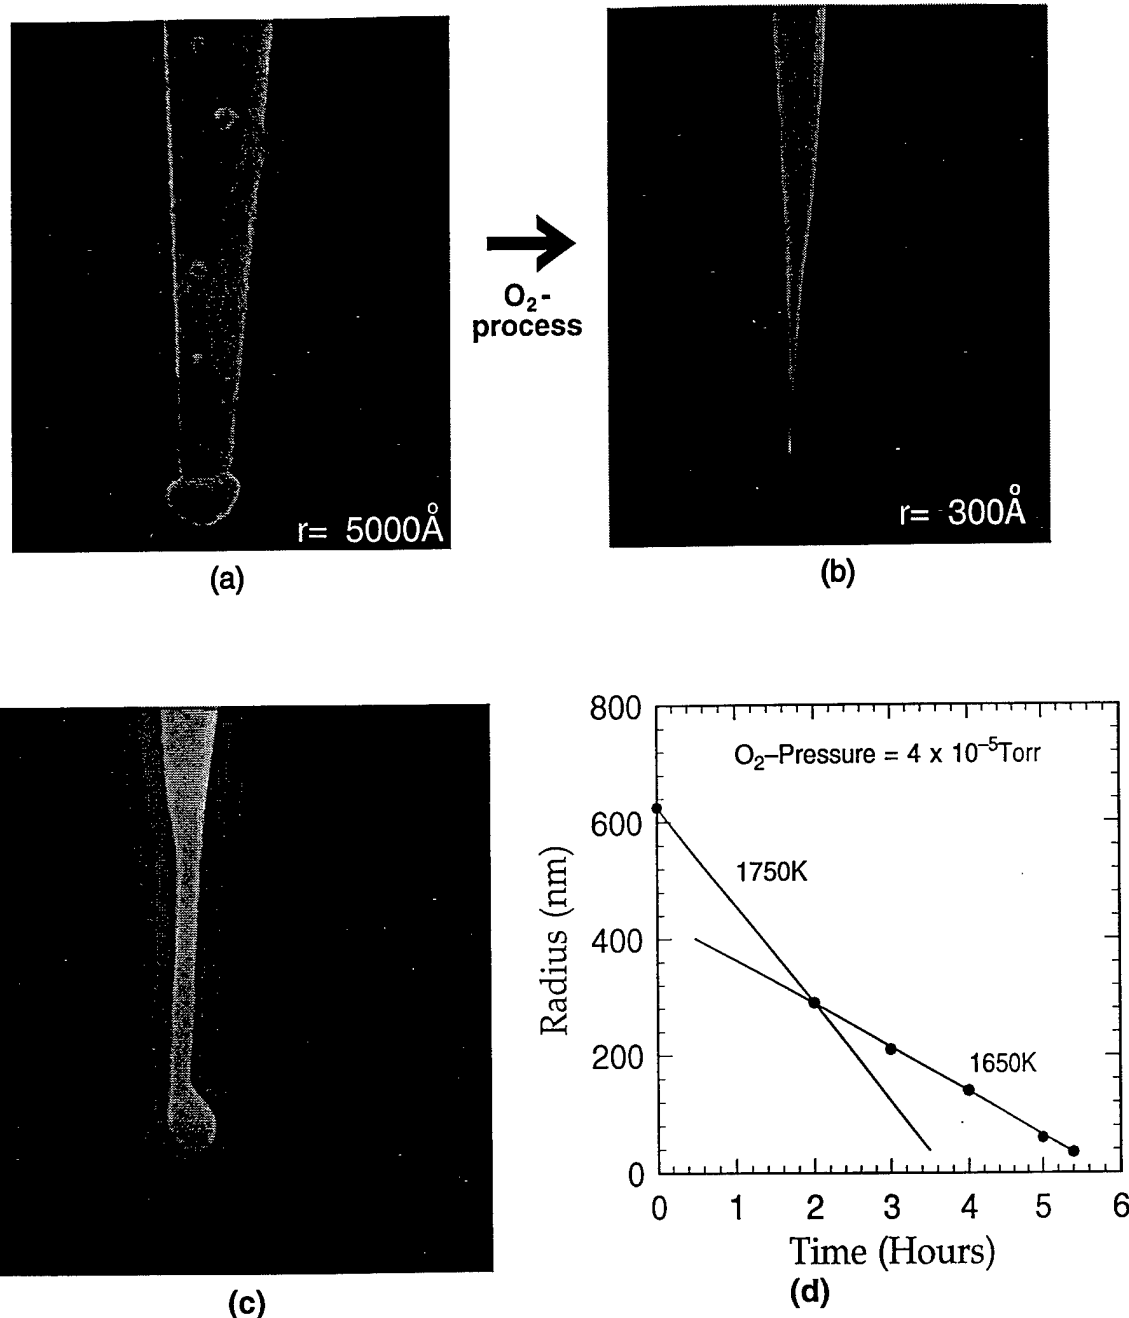 r= 5000Å
(a)
O₂-
process
r= 300Å
(b)
(c)
800
600
400
200
0
Radius (nm)
O₂–Pressure = 4 x 10⁻⁵Torr
1750K
1650K
0 1 2 3 4 5 6
Time (Hours)
(d)